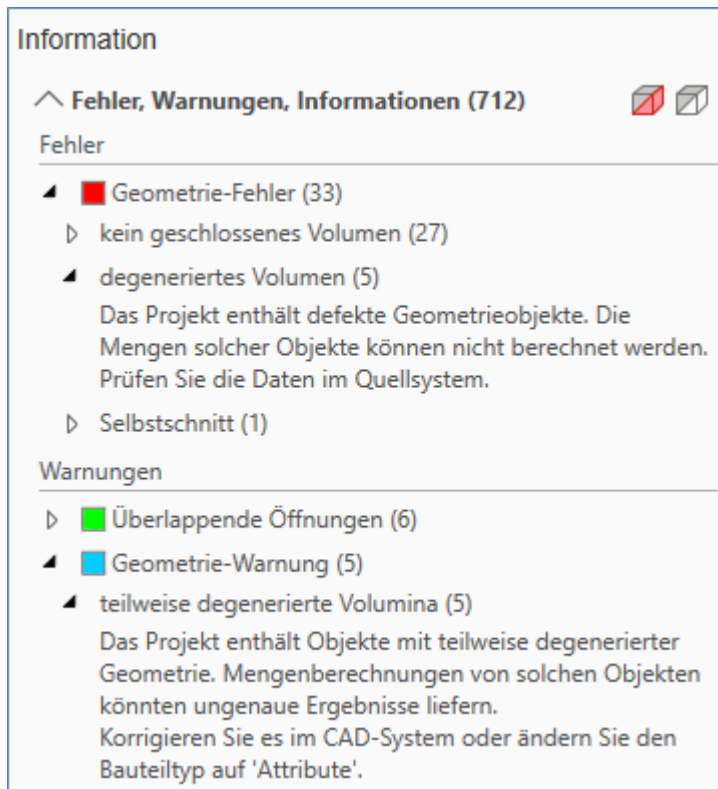 Information
Fehler, Warnungen, Informationen (712)
Fehler
Geometrie-Fehler (33)
kein geschlossenes Volumen (27)
degeneriertes Volumen (5)
Das Projekt enthält defekte Geometrieobjekte. Die
Mengen solcher Objekte können nicht berechnet werden.
Prüfen Sie die Daten im Quellsystem.
Selbstschnitt (1)
Warnungen
Überlappende Öffnungen (6)
Geometrie-Warnung (5)
teilweise degenerierte Volumina (5)
Das Projekt enthält Objekte mit teilweise degenerierter
Geometrie. Mengenberechnungen von solchen Objekten
könnten ungenaue Ergebnisse liefern.
Korrigieren Sie es im CAD-System oder ändern Sie den
Bauteiltyp auf 'Attribute'.